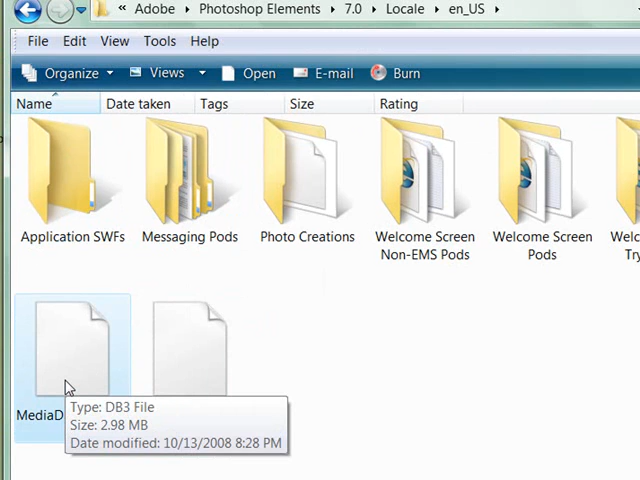 « Adobe ▸ Photoshop Elements ▸ 7.0 ▸ Locale ▸ en_US ▸
File Edit View Tools Help
Organize Views Open E-mail Burn
Name Date taken Tags Size Rating
Application SWFs Messaging Pods Photo Creations Welcome Screen Non-EMS Pods Welcome Screen Pods
MediaD
Type: DB3 File
Size: 2.98 MB
Date modified: 10/13/2008 8:28 PM